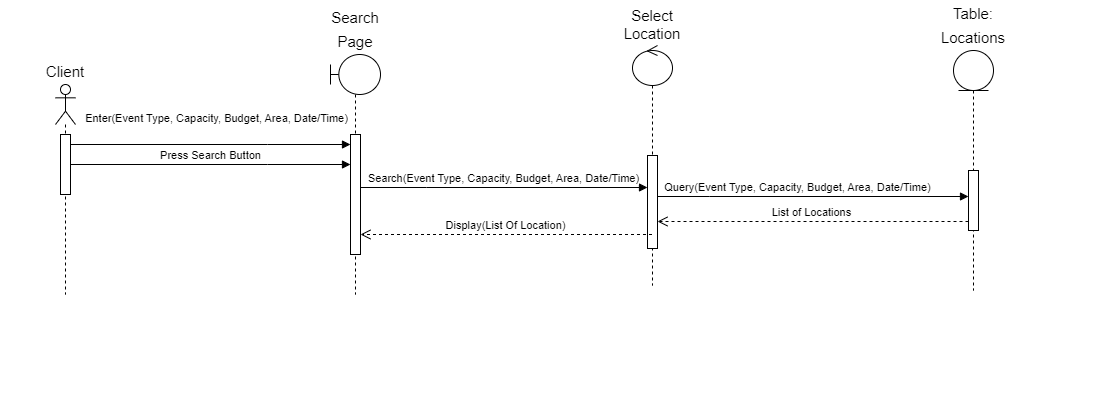 Search
Page
Select
Location
Table:
Locations
Client
Enter(Event Type, Capacity, Budget, Area, Date/Time)
Press Search Button
Search(Event Type, Capacity, Budget, Area, Date/Time)
Query(Event Type, Capacity, Budget, Area, Date/Time)
List of Locations
Display(List Of Location)